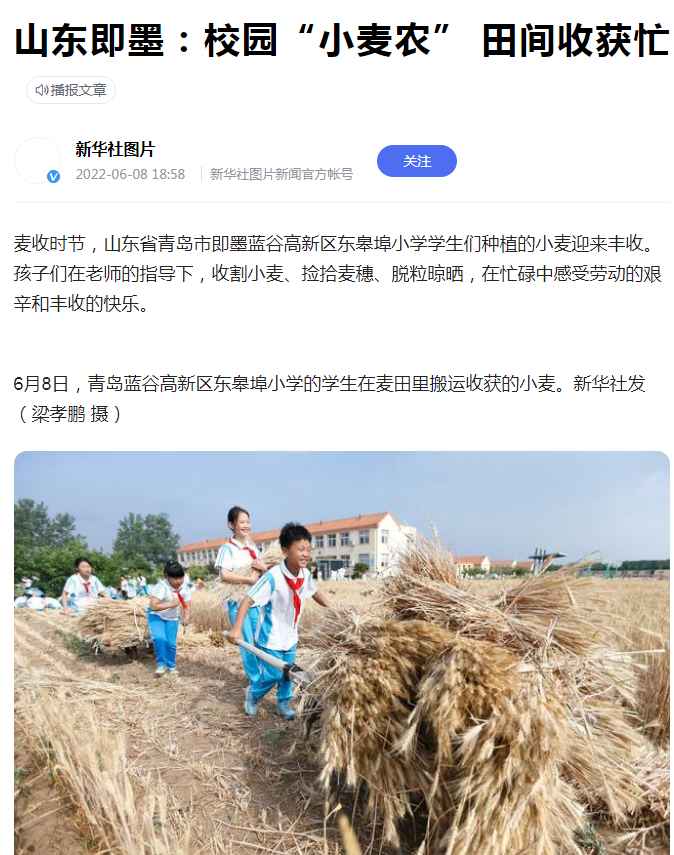 山东即墨：校园“小麦农” 田间收获忙
播报文章
新华社图片
2022-06-08 18:58 新华社图片新闻官方帐号
关注
麦收时节，山东省青岛市即墨蓝谷高新区东皋埠小学学生们种植的小麦迎来丰收。
孩子们在老师的指导下，收割小麦、捡拾麦穗、脱粒晾晒，在忙碌中感受劳动的艰
辛和丰收的快乐。
6月8日，青岛蓝谷高新区东皋埠小学的学生在麦田里搬运收获的小麦。新华社发
（梁孝鹏 摄）